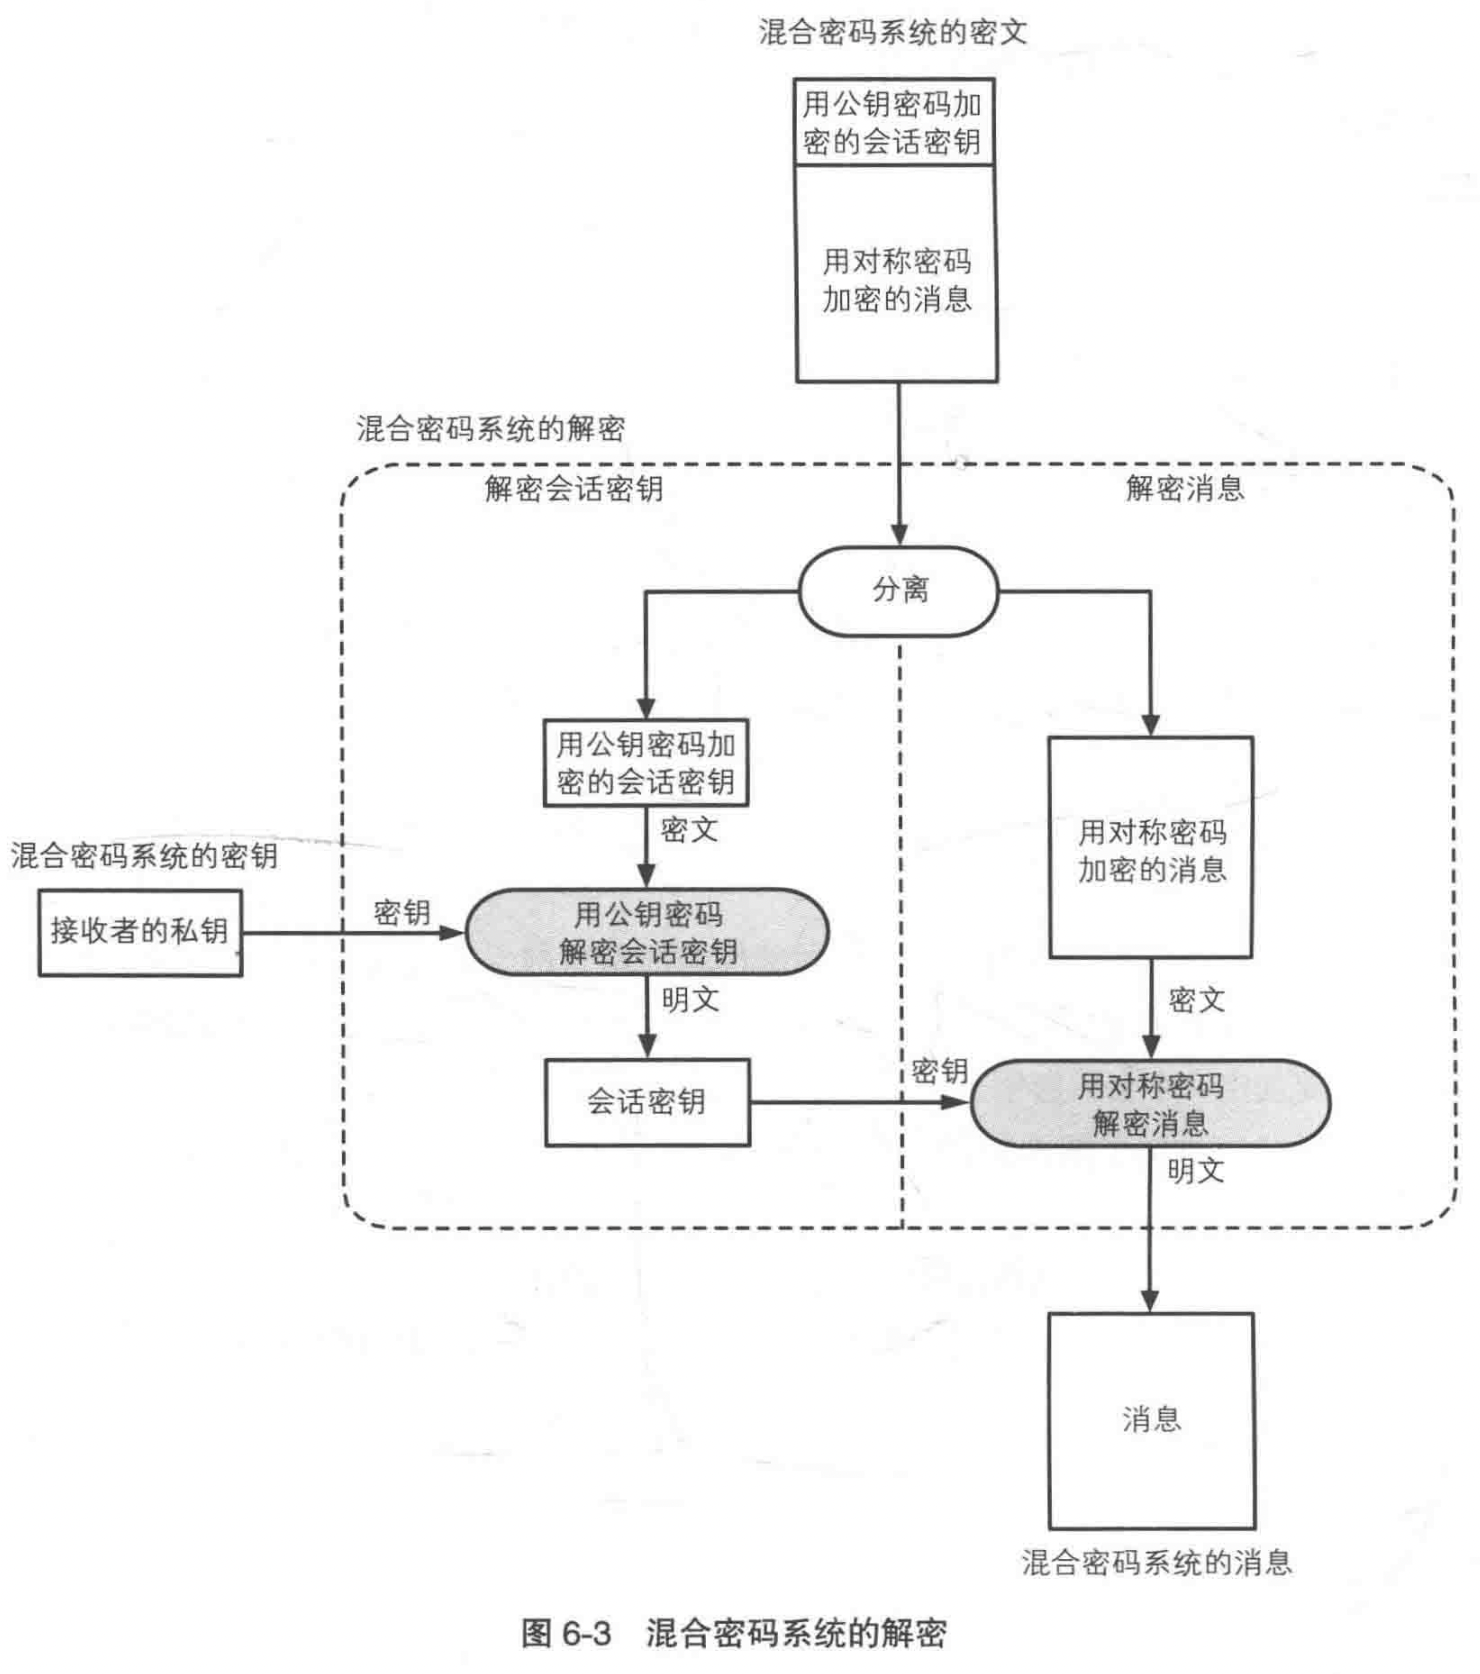 混合密码系统的密文
用公钥密码加
密的会话密钥
用对称密码
加密的消息
混合密码系统的解密
解密会话密钥
解密消息
分离
用公钥密码加
密的会话密钥
密文
用对称密码
加密的消息
混合密码系统的密钥
接收者的私钥
密钥
用公钥密码
解密会话密钥
明文
密文
会话密钥
密钥
用对称密码
解密消息
明文
消息
混合密码系统的消息
图 6-3 混合密码系统的解密